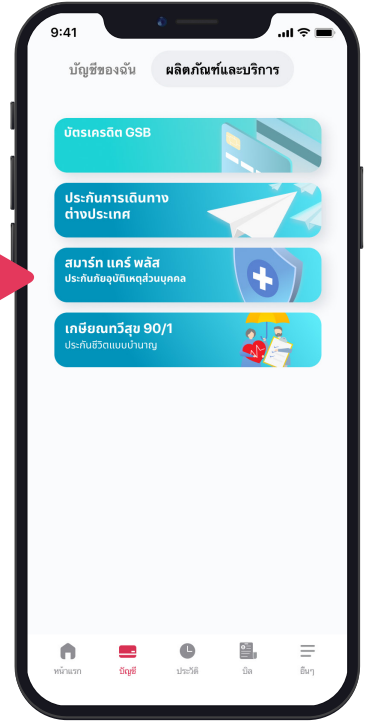 9:41
บัญชีของฉัน ผลิตภัณฑ์และบริการ
บัตรเครดิต GSB
ประกันการเดินทาง
ต่างประเทศ
สมาร์ท แคร์ พลัส
ประกันภัยอุบัติเหตุส่วนบุคคล
เกษียณทวีสุข 90/1
ประกันชีวิตแบบบำนาญ
หน้าแรก บัญชี ประวัติ บิล อื่นๆ